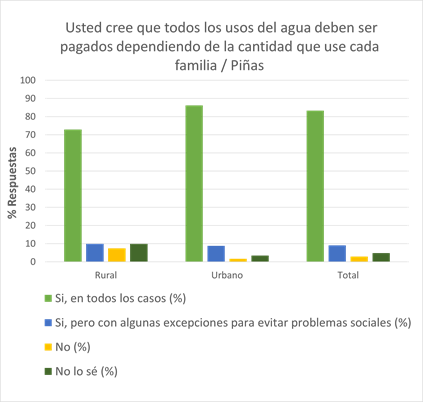 Usted cree que todos los usos del agua deben ser
pagados dependiendo de la cantidad que use cada
familia / Piñas
% Respuestas
100
90
80
70
60
50
40
30
20
10
0
Rural Urbano Total
Si, en todos los casos (%)
Si, pero con algunas excepciones para evitar problemas sociales (%)
No (%)
No lo sé (%)